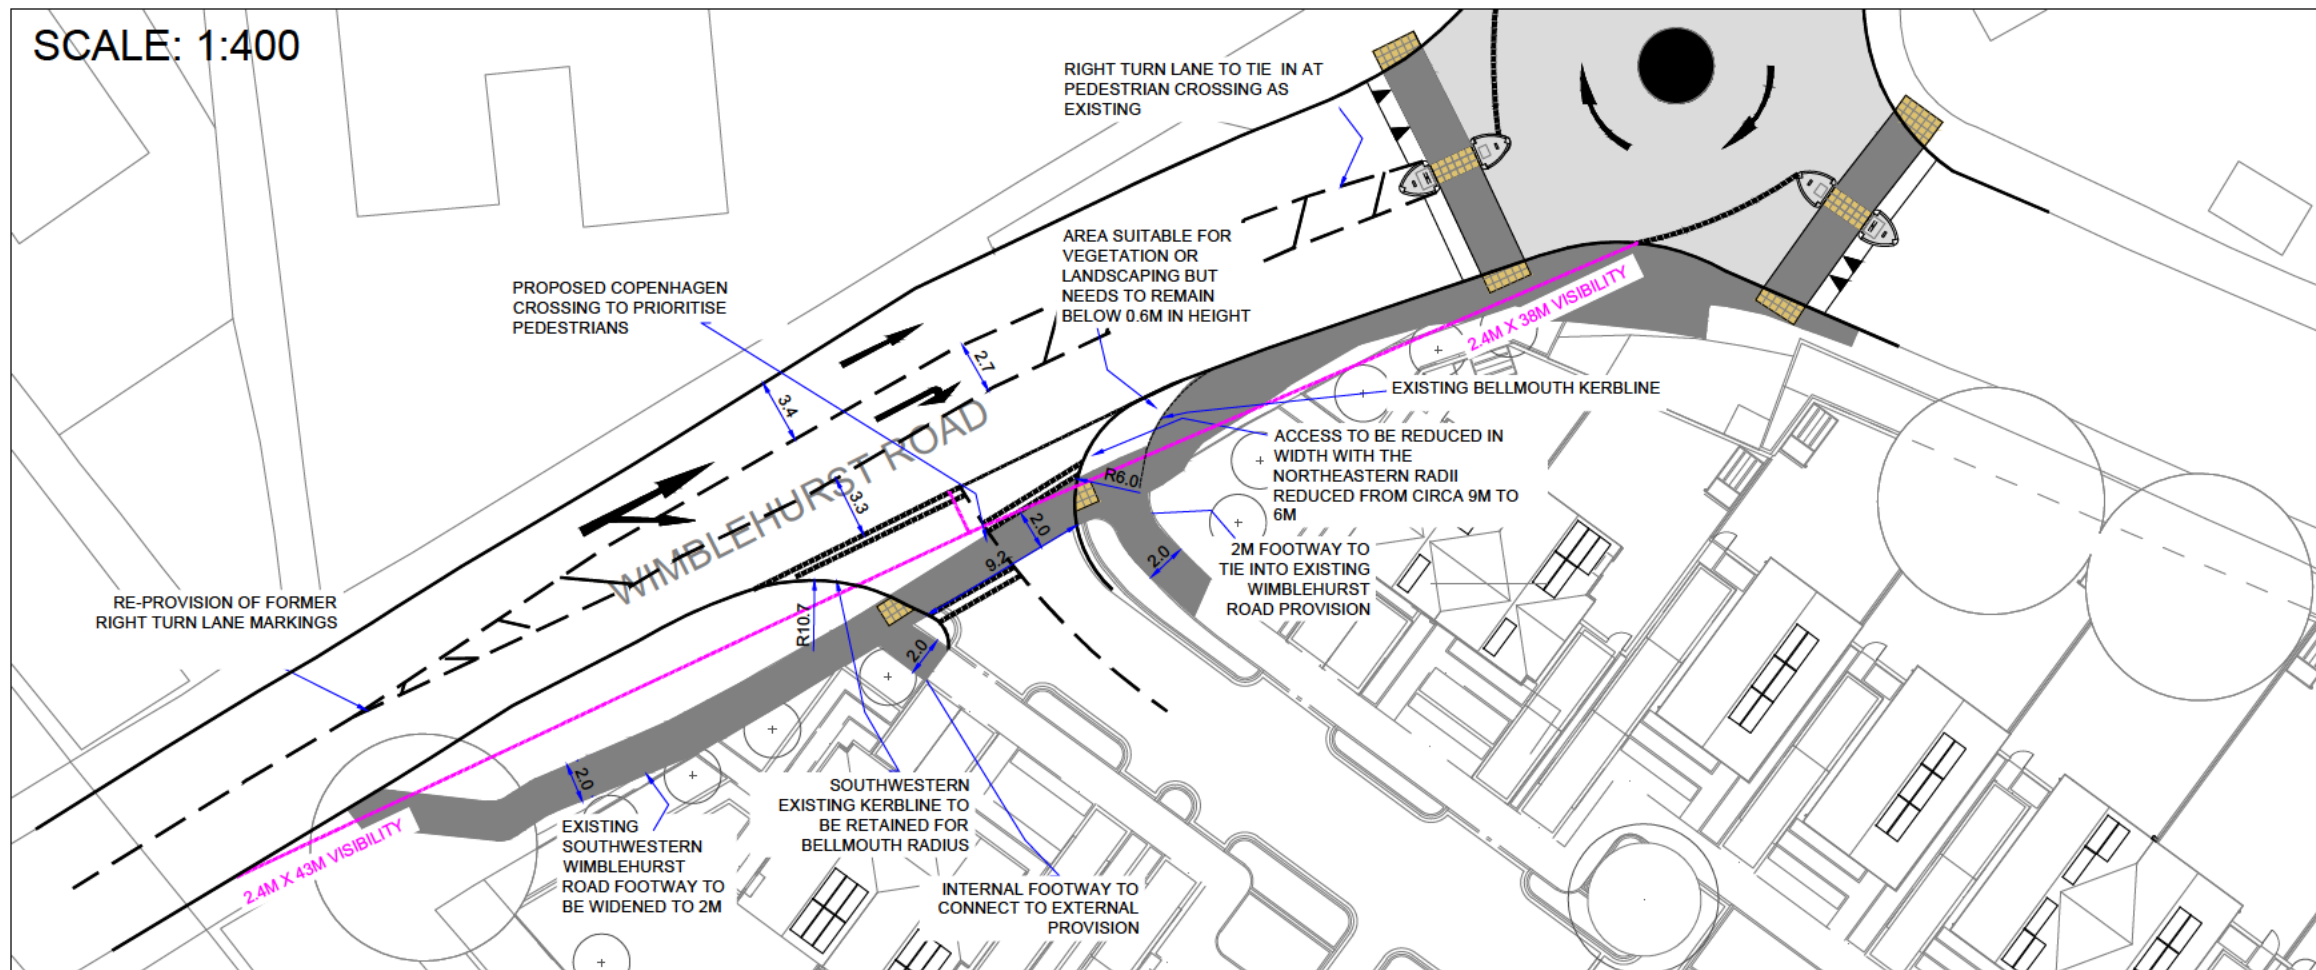 SCALE: 1:400
RIGHT TURN LANE TO TIE IN AT
PEDESTRIAN CROSSING AS
EXISTING
AREA SUITABLE FOR
VEGETATION OR
LANDSCAPING BUT
NEEDS TO REMAIN
BELOW 0.6M IN HEIGHT
PROPOSED COPENHAGEN
CROSSING TO PRIORITISE
PEDESTRIANS
2.4M X 38M VISIBILITY
2.7
3.4
EXISTING BELLMOUTH KERBLINE
WIMBLEHURST ROAD
ACCESS TO BE REDUCED IN
WIDTH WITH THE
NORTHEASTERN RADII
REDUCED FROM CIRCA 9M TO
6M
R6.0
3.3
2.0
9.2
2.0
2M FOOTWAY TO
TIE INTO EXISTING
WIMBLEHURST
ROAD PROVISION
RE-PROVISION OF FORMER
RIGHT TURN LANE MARKINGS
R10.7
2.0
2.0
SOUTHWESTERN
EXISTING KERBLINE TO
BE RETAINED FOR
BELLMOUTH RADIUS
EXISTING
SOUTHWESTERN
WIMBLEHURST
ROAD FOOTWAY TO
BE WIDENED TO 2M
2.4M X 43M VISIBILITY
INTERNAL FOOTWAY TO
CONNECT TO EXTERNAL
PROVISION